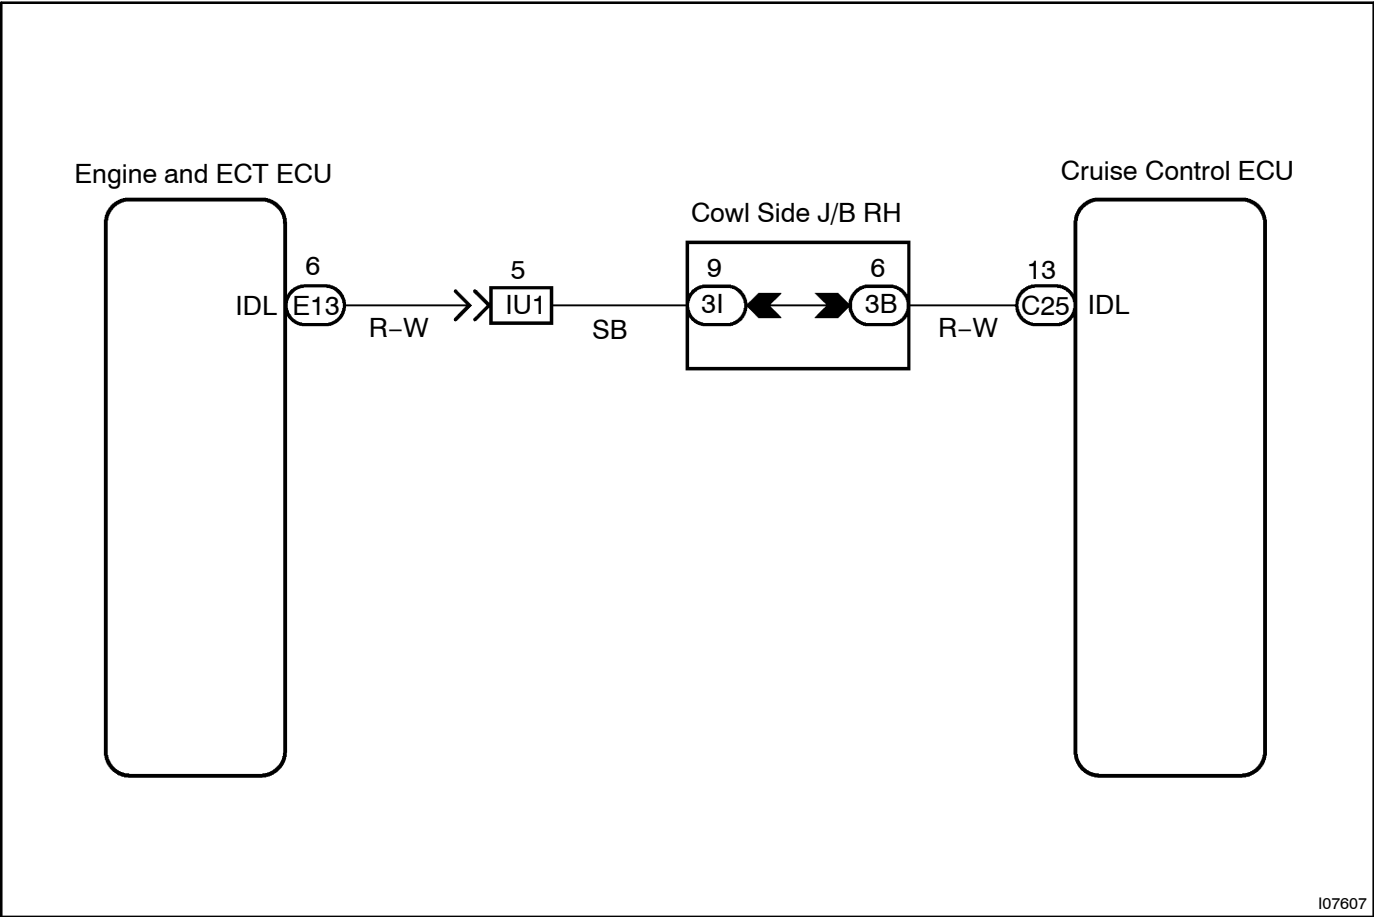 Engine and ECT ECU
Cruise Control ECU
Cowl Side J/B RH
6
5
9
6
13
IDL
E13
IU1
3I
3B
C25
IDL
R–W
SB
R–W
I07607